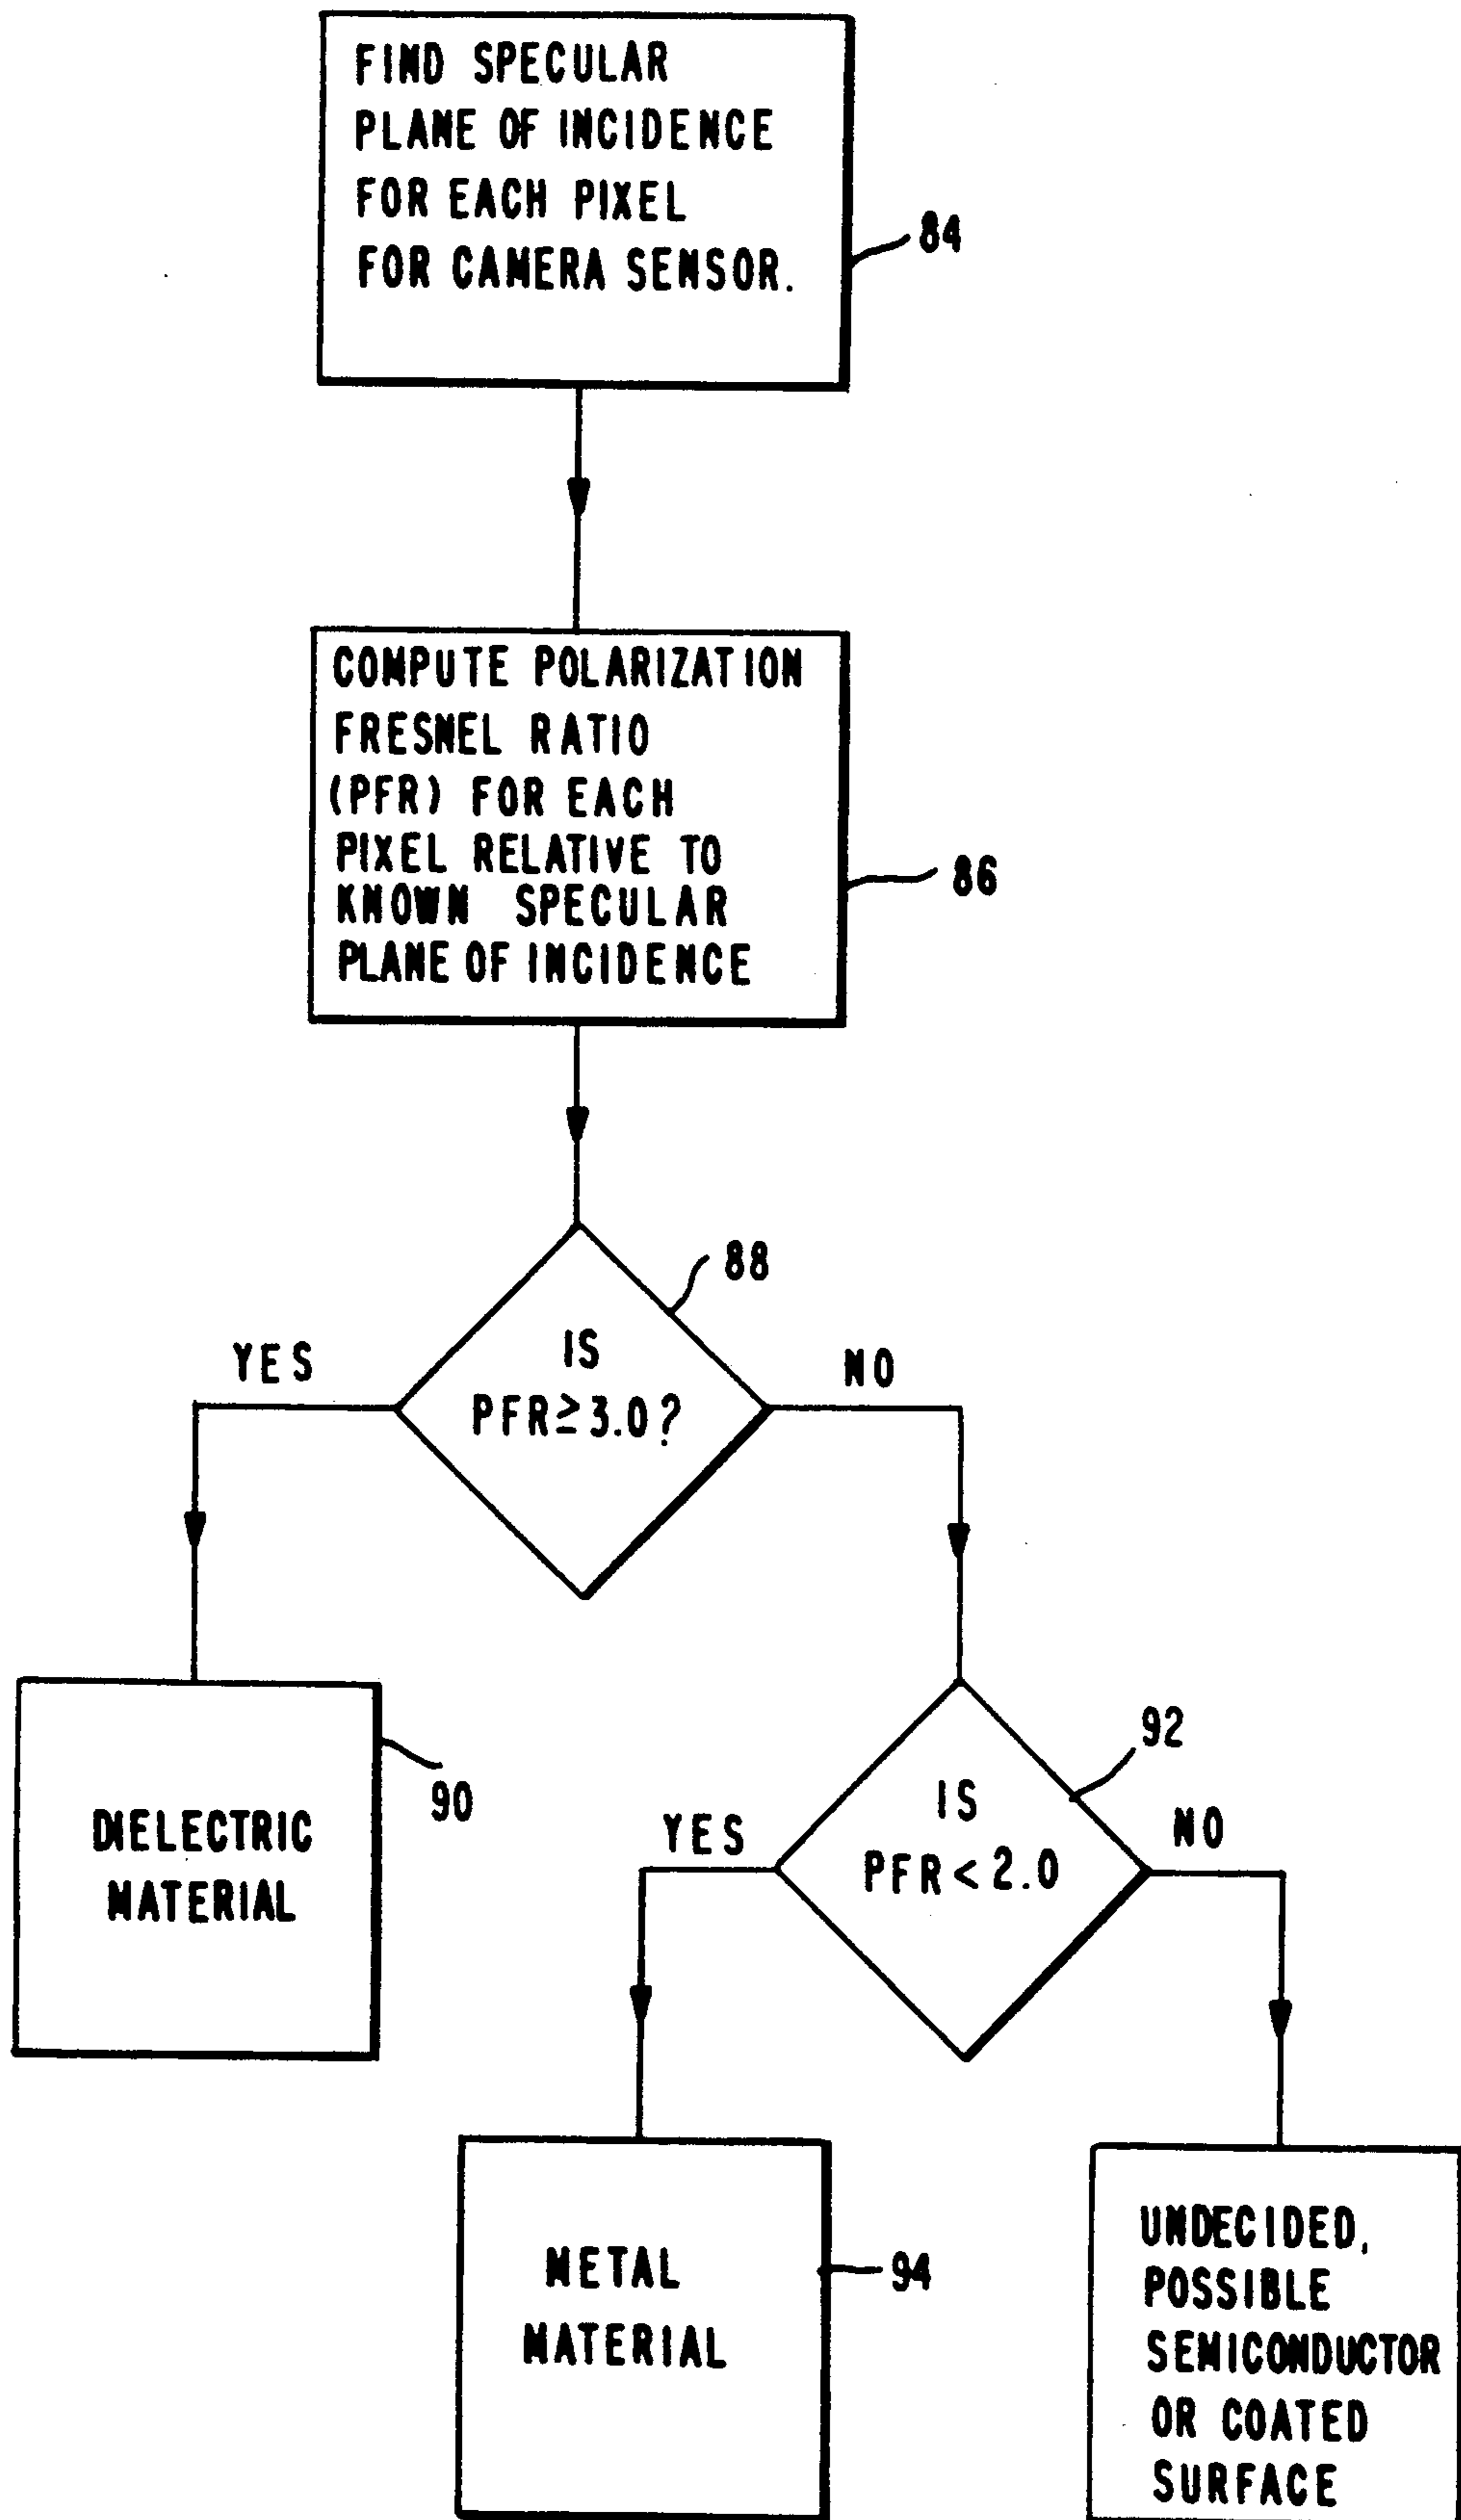 FIND SPECULAR
PLANE OF INCIDENCE
FOR EACH PIXEL
FOR CAMERA SENSOR.
84
COMPUTE POLARIZATION
FRESNEL RATIO
(PFR) FOR EACH
PIXEL RELATIVE TO
KNOWN SPECULAR
PLANE OF INCIDENCE
86
88
IS
PFR≥3.0?
YES
NO
DIELECTRIC
MATERIAL
90
92
IS
PFR<2.0
YES
NO
METAL
MATERIAL
94
UNDECIDED,
POSSIBLE
SEMICONDUCTOR
OR COATED
SURFACE